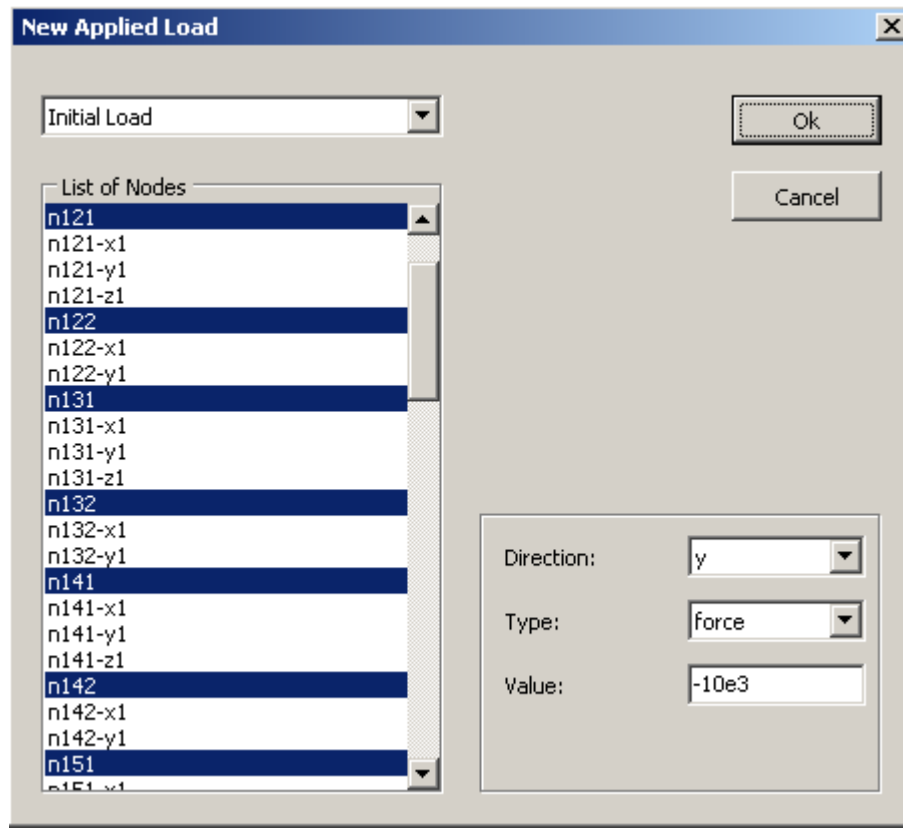 New Applied Load
Initial Load
Ok
Cancel
List of Nodes
n121
n121-x1
n121-y1
n121-z1
n122
n122-x1
n122-y1
n131
n131-x1
n131-y1
n131-z1
n132
n132-x1
n132-y1
n141
n141-x1
n141-y1
n141-z1
n142
n142-x1
n142-y1
n151
n151-x1
Direction: y
Type: force
Value: -10e3